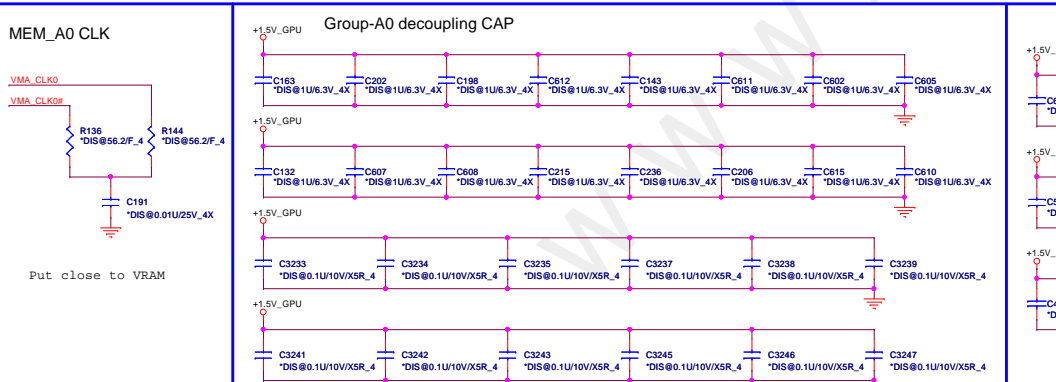 MEM_A0 CLK
VMA_CLK0
VMA_CLK0#
R136
*DIS@56.2/F_4
R144
*DIS@56.2/F_4
C191
*DIS@0.01U/25V_4X
Put close to VRAM
Group-A0 decoupling CAP
+1.5V_GPU
C163
*DIS@1U/6.3V_4X
C202
*DIS@1U/6.3V_4X
C198
*DIS@1U/6.3V_4X
C612
*DIS@1U/6.3V_4X
C143
*DIS@1U/6.3V_4X
C611
*DIS@1U/6.3V_4X
C602
*DIS@1U/6.3V_4X
C605
*DIS@1U/6.3V_4X
+1.5V_GPU
C132
*DIS@1U/6.3V_4X
C607
*DIS@1U/6.3V_4X
C608
*DIS@1U/6.3V_4X
C215
*DIS@1U/6.3V_4X
C236
*DIS@1U/6.3V_4X
C206
*DIS@1U/6.3V_4X
C615
*DIS@1U/6.3V_4X
C610
*DIS@1U/6.3V_4X
+1.5V_GPU
C3233
*DIS@0.1U/10V/X5R_4
C3234
*DIS@0.1U/10V/X5R_4
C3235
*DIS@0.1U/10V/X5R_4
C3237
*DIS@0.1U/10V/X5R_4
C3238
*DIS@0.1U/10V/X5R_4
C3239
*DIS@0.1U/10V/X5R_4
+1.5V_GPU
C3241
*DIS@0.1U/10V/X5R_4
C3242
*DIS@0.1U/10V/X5R_4
C3243
*DIS@0.1U/10V/X5R_4
C3245
*DIS@0.1U/10V/X5R_4
C3246
*DIS@0.1U/10V/X5R_4
C3247
*DIS@0.1U/10V/X5R_4
+1.5V_
+1.5V_
+1.5V_
w w w